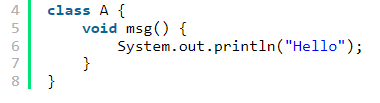 4 class A {
5     void msg() {
6         System.out.println("Hello");
7     }
8 }